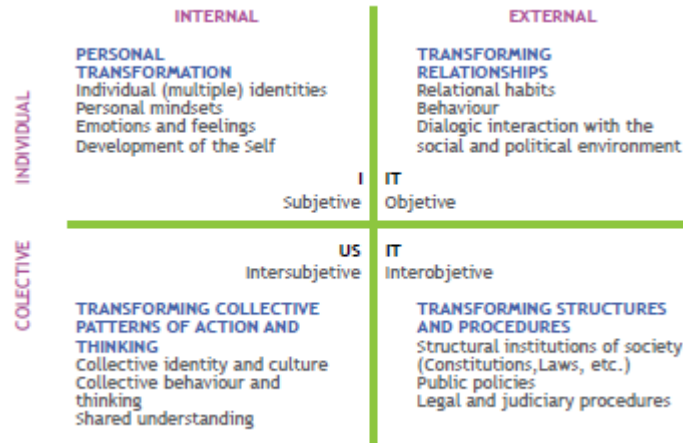 INTERNAL
EXTERNAL
INDIVIDUAL
PERSONAL
TRANSFORMATION
Individual (multiple) identities
Personal mindsets
Emotions and feelings
Development of the Self
I
Subjetive
TRANSFORMING
RELATIONSHIPS
Relational habits
Behaviour
Dialogic interaction with the
social and political environment
IT
Objetive
COLECTIVE
US
Intersubjetive
TRANSFORMING COLLECTIVE
PATTERNS OF ACTION AND
THINKING
Collective identity and culture
Collective behaviour and
thinking
Shared understanding
IT
Interobjetive
TRANSFORMING STRUCTURES
AND PROCEDURES
Structural institutions of society
(Constitutions,Laws, etc.)
Public policies
Legal and judiciary procedures